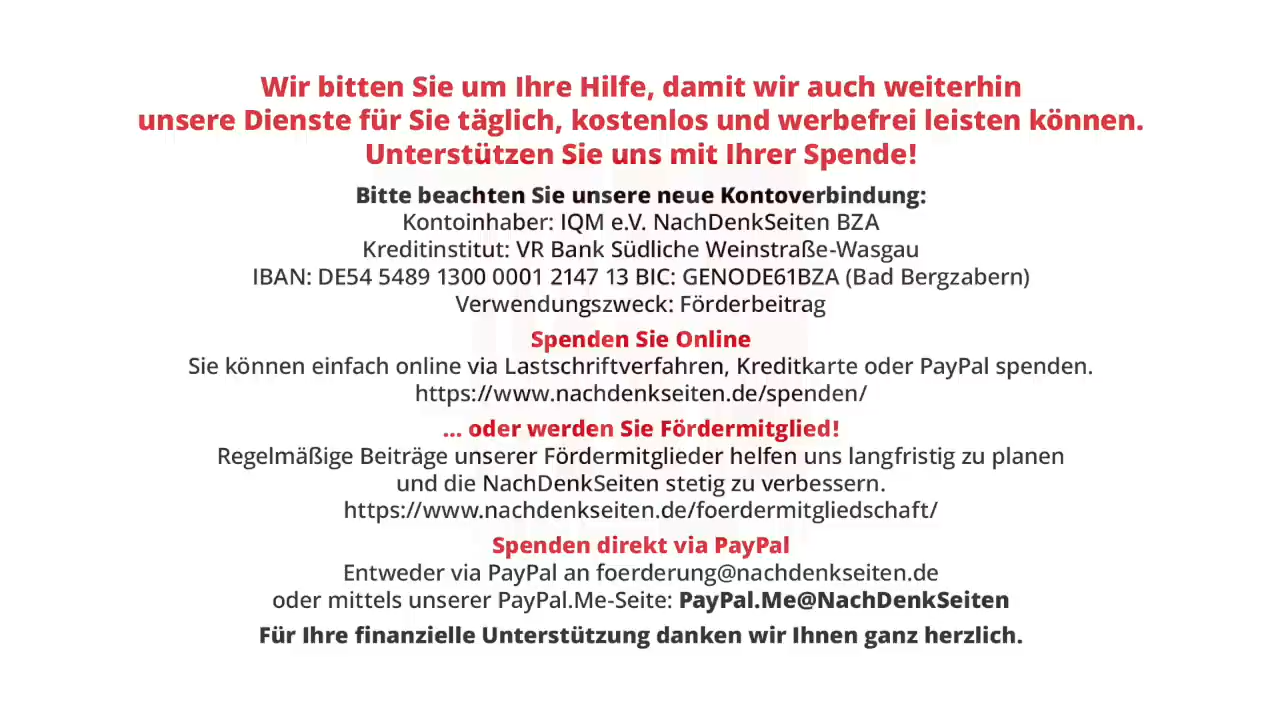 Wir bitten Sie um Ihre Hilfe, damit wir auch weiterhin
unsere Dienste für Sie täglich, kostenlos und werbefrei leisten können.
Unterstützen Sie uns mit Ihrer Spende!
Bitte beachten Sie unsere neue Kontoverbindung:
Kontoinhaber: IQM e.V. NachDenkSeiten BZA
Kreditinstitut: VR Bank Südliche Weinstraße-Wasgau
IBAN: DE54 5489 1300 0001 2147 13 BIC: GENODE61BZA (Bad Bergzabern)
Verwendungszweck: Förderbeitrag
Spenden Sie Online
Sie können einfach online via Lastschriftverfahren, Kreditkarte oder PayPal spenden.
https://www.nachdenkseiten.de/spenden/
... oder werden Sie Fördermitglied!
Regelmäßige Beiträge unserer Fördermitglieder helfen uns langfristig zu planen
und die NachDenkSeiten stetig zu verbessern.
https://www.nachdenkseiten.de/foerdermitgliedschaft/
Spenden direkt via PayPal
Entweder via PayPal an foerderung@nachdenkseiten.de
oder mittels unserer PayPal.Me-Seite: PayPal.Me@NachDenkSeiten
Für Ihre finanzielle Unterstützung danken wir Ihnen ganz herzlich.